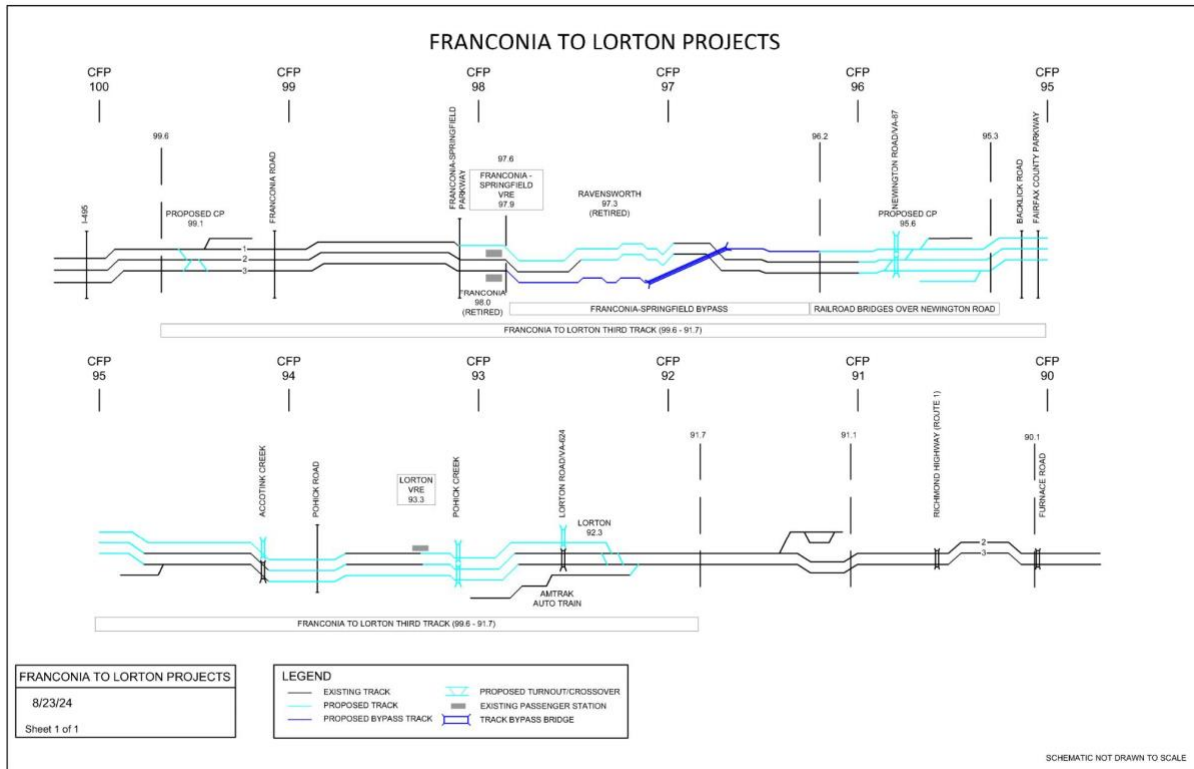 FRANCONIA TO LORTON PROJECTS
CFP
100
CFP
99
CFP
98
CFP
97
CFP
96
CFP
95
I-495
99.6
PROPOSED CP
99.1
FRANCONIA ROAD
1
2
3
FRANCONIA-SPRINGFIELD
PARKWAY
97.6
FRANCONIA -
SPRINGFIELD
VRE
97.9
FRANCONIA
98.0
(RETIRED)
RAVENSWORTH
97.3
(RETIRED)
96.2
NEWINGTON ROAD/VA-87
PROPOSED CP
95.6
95.3
BACKLICK ROAD
FAIRFAX COUNTY PARKWAY
FRANCONIA-SPRINGFIELD BYPASS
RAILROAD BRIDGES OVER NEWINGTON ROAD
FRANCONIA TO LORTON THIRD TRACK (99.6 - 91.7)
CFP
95
CFP
94
CFP
93
CFP
92
CFP
91
CFP
90
ACCOTINK CREEK
POHICK ROAD
LORTON
VRE
93.3
POHICK CREEK
LORTON ROAD/VA-624
LORTON
92.3
AMTRAK
AUTO TRAIN
91.7
91.1
RICHMOND HIGHWAY (ROUTE 1)
2
3
90.1
FURNACE ROAD
FRANCONIA TO LORTON THIRD TRACK (99.6 - 91.7)
FRANCONIA TO LORTON PROJECTS
8/23/24
Sheet 1 of 1
LEGEND
EXISTING TRACK
PROPOSED TRACK
PROPOSED BYPASS TRACK
PROPOSED TURNOUT/CROSSOVER
EXISTING PASSENGER STATION
TRACK BYPASS BRIDGE
SCHEMATIC NOT DRAWN TO SCALE